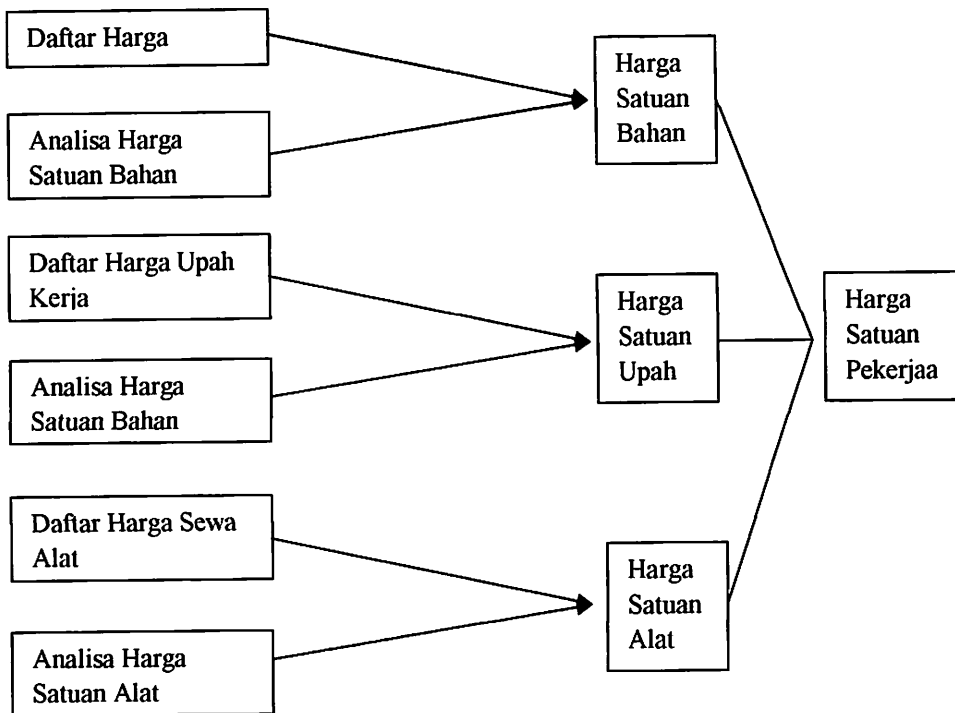 Daftar Harga
Analisa Harga
Satuan Bahan
Daftar Harga Upah
Kerja
Analisa Harga
Satuan Bahan
Daftar Harga Sewa
Alat
Analisa Harga
Satuan Alat
Harga
Satuan
Bahan
Harga
Satuan
Upah
Harga
Satuan
Alat
Harga
Satuan
Pekerjaa